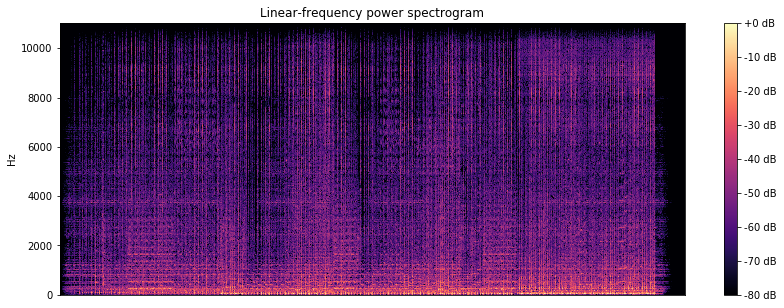 Linear-frequency power spectrogram
Hz
10000
8000
6000
4000
2000
0
+0 dB
-10 dB
-20 dB
-30 dB
-40 dB
-50 dB
-60 dB
-70 dB
-80 dB